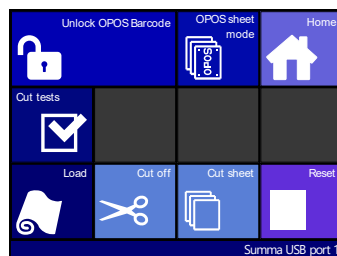 Unlock OPOS Barcode
OPOS sheet
mode
Home
OPOS
Cut tests
Load
Cut off
Cut sheet
Reset
Summa USB port 1